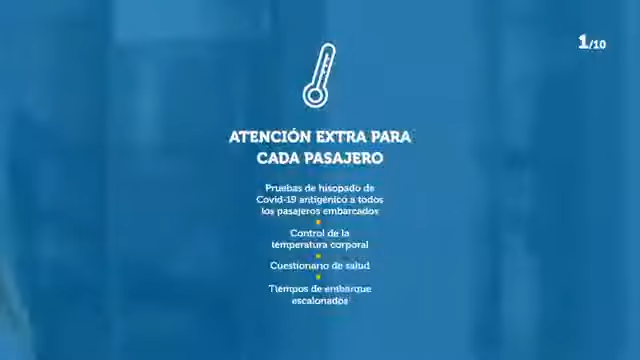 1/10
ATENCIÓN EXTRA PARA
CADA PASAJERO
Pruebas de hisopado de
Covid-19 antigénico a todos
los pasajeros embarcados
Control de la
temperatura corporal
Cuestionario de salud
Tiempos de embarque
escalonados